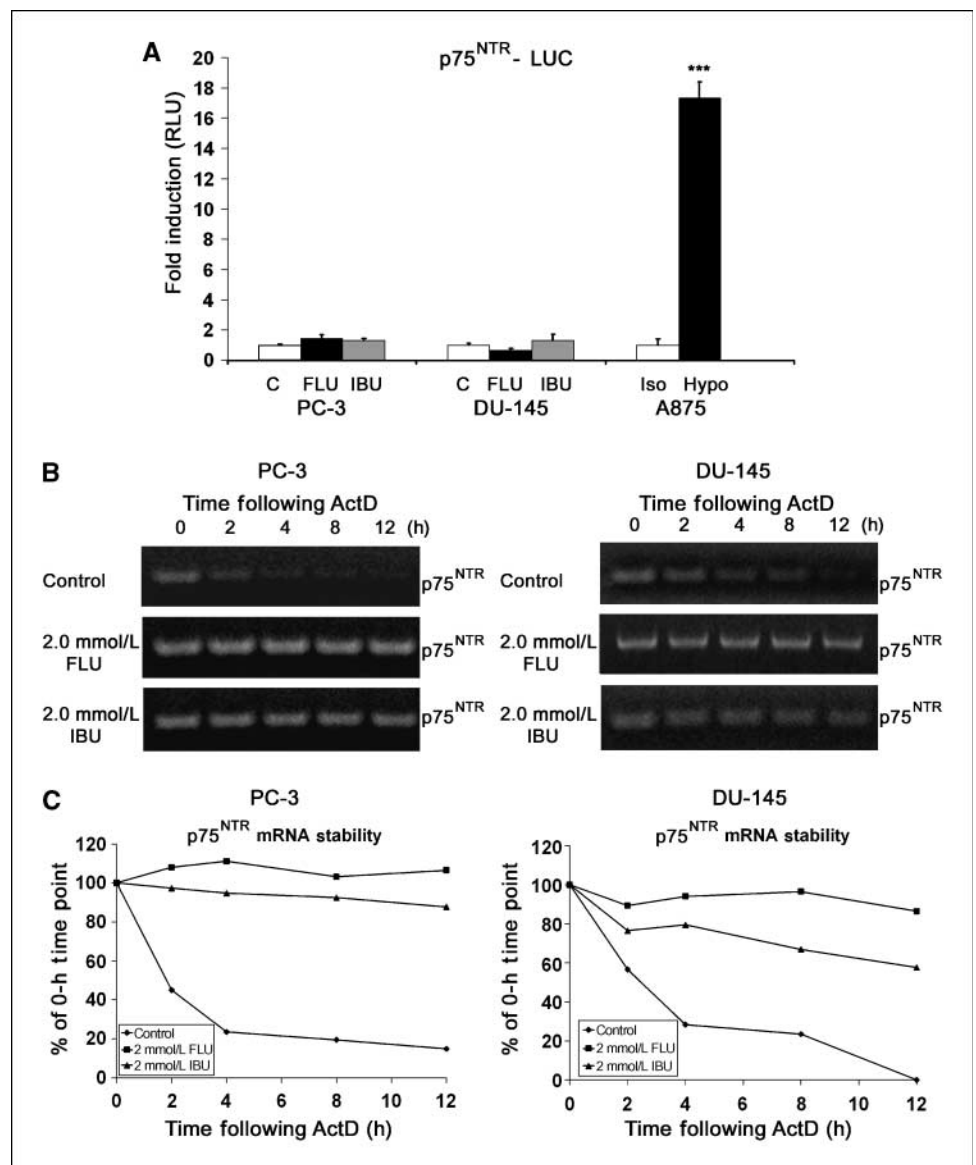 A
p75NTR - LUC
Fold induction (RLU)
20
18
16
14
12
10
8
6
4
2
0
***
C FLU IBU C FLU IBU Iso Hypo
PC-3 DU-145 A875
B
PC-3
Time following ActD
0 2 4 8 12 (h)
Control p75NTR
2.0 mmol/L FLU p75NTR
2.0 mmol/L IBU p75NTR
DU-145
Time following ActD
0 2 4 8 12 (h)
Control p75NTR
2.0 mmol/L FLU p75NTR
2.0 mmol/L IBU p75NTR
C
PC-3
p75NTR mRNA stability
% of 0-h time point
120
100
80
60
40
20
0
Control
2 mmol/L FLU
2 mmol/L IBU
0 2 4 6 8 10 12
Time following ActD (h)
DU-145
p75NTR mRNA stability
% of 0-h time point
120
100
80
60
40
20
0
Control
2 mmol/L FLU
2 mmol/L IBU
0 2 4 6 8 10 12
Time following ActD (h)